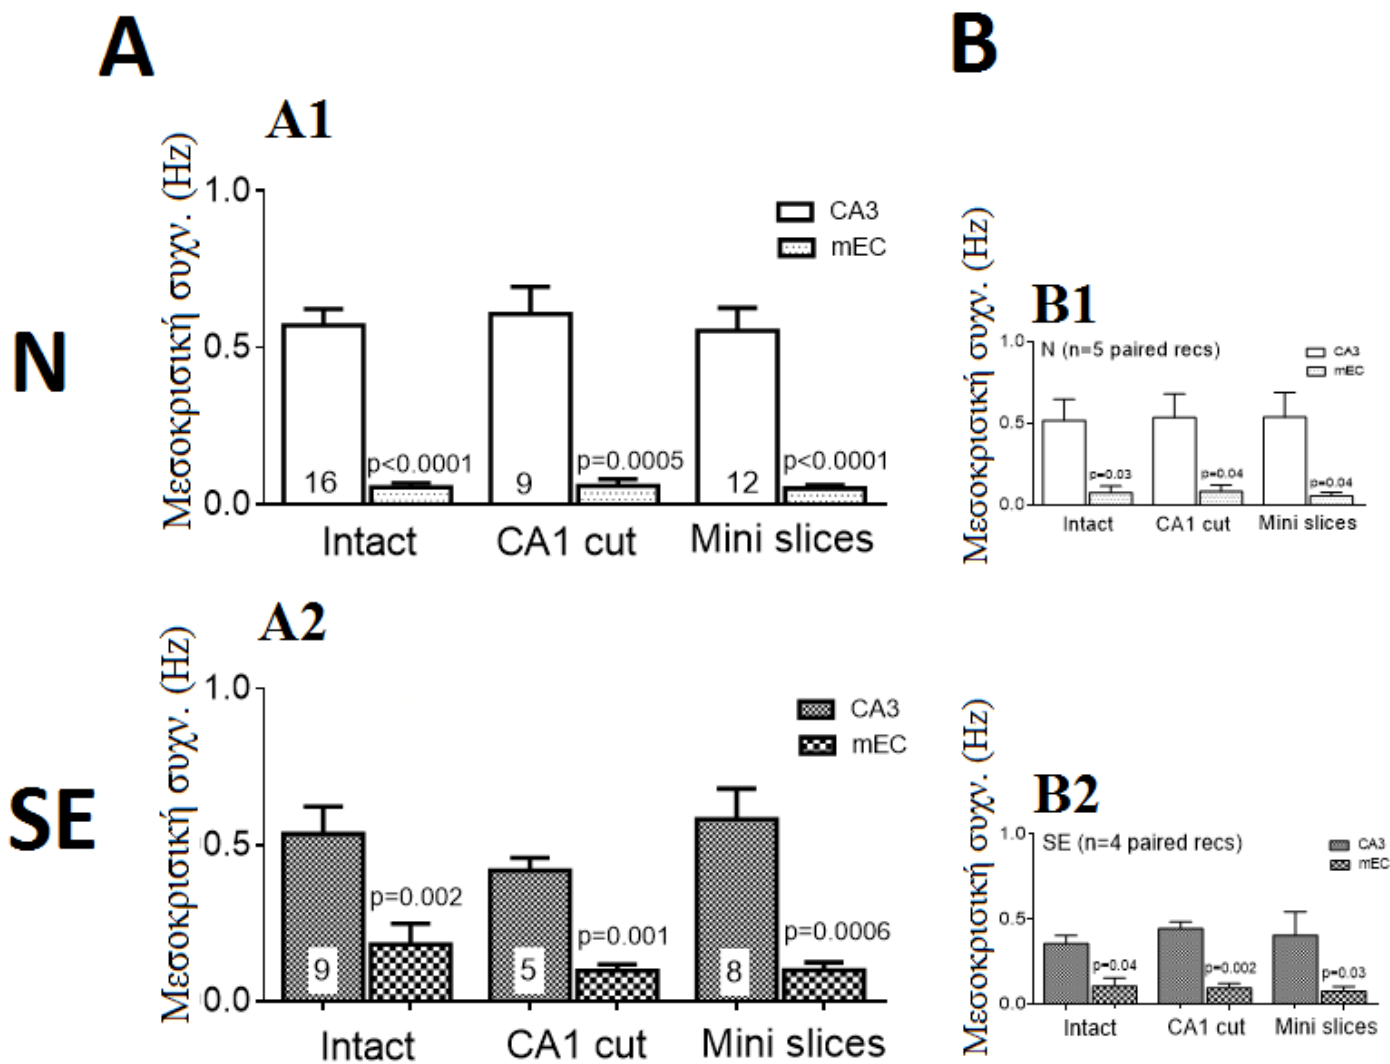 A
B
N
SE
A1
Μεσοκρισική συχν. (Hz)
1.0
0.5
0.0
CA3
mEC
16
p<0.0001
9
p=0.0005
12
p<0.0001
Intact
CA1 cut
Mini slices
B1
Μεσοκρισική συχν. (Hz)
1.0
0.5
0.0
N (n=5 paired recs)
CA3
mEC
p=0.03
p=0.04
p=0.04
Intact
CA1 cut
Mini slices
A2
Μεσοκρισική συχν. (Hz)
1.0
0.5
0.0
CA3
mEC
9
p=0.002
5
p=0.001
8
p=0.0006
Intact
CA1 cut
Mini slices
B2
Μεσοκρισική συχν. (Hz)
1.0
0.5
0.0
SE (n=4 paired recs)
CA3
mEC
p=0.04
p=0.002
p=0.03
Intact
CA1 cut
Mini slices